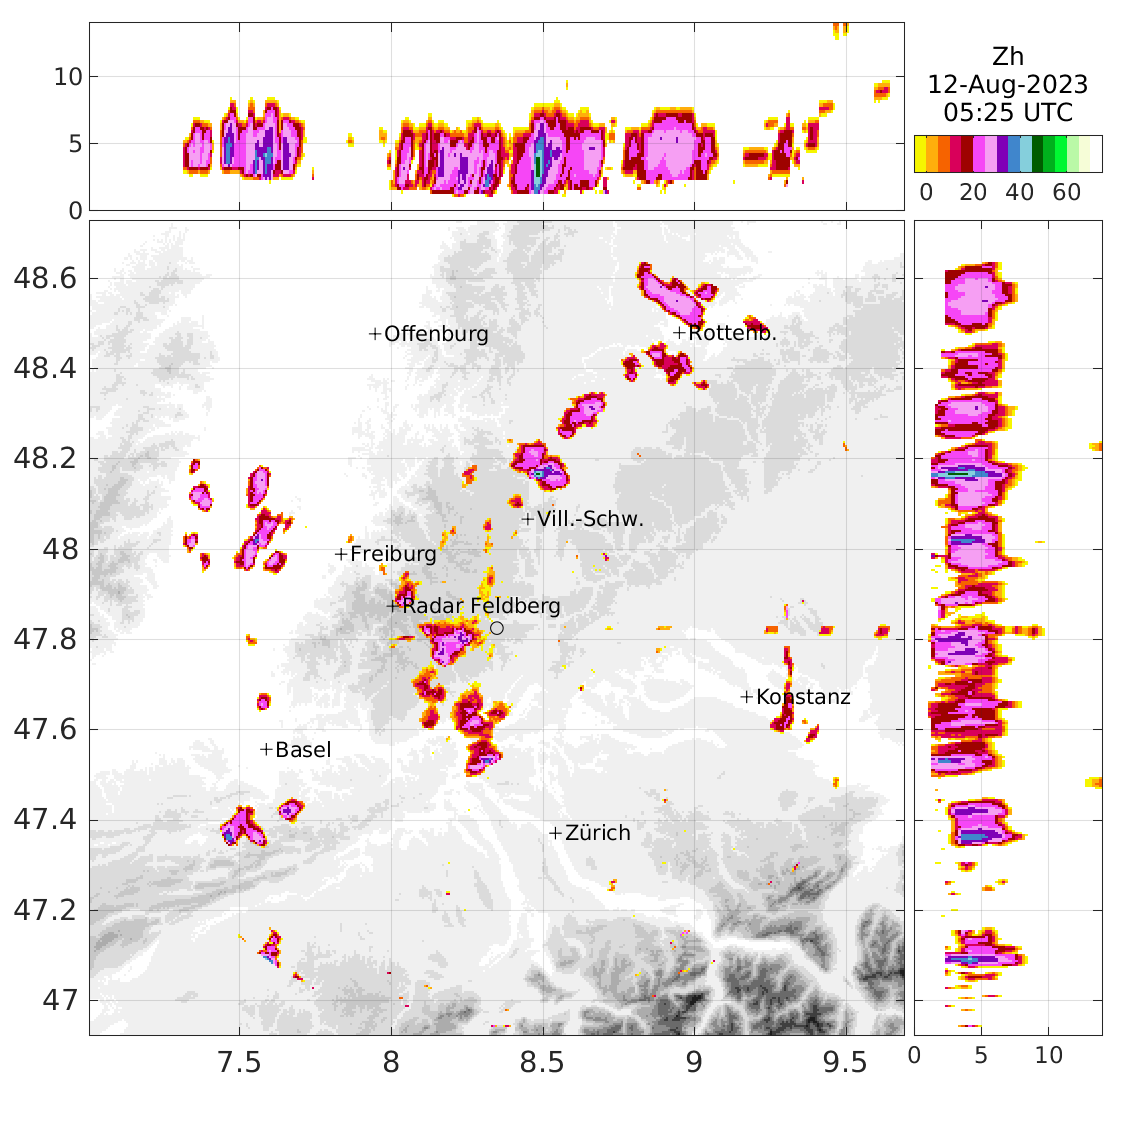 10
5
0
Zh
12-Aug-2023
05:25 UTC
0 20 40 60
48.6
48.4
48.2
48
47.8
47.6
47.4
47.2
47
Offenburg
Rottenb.
Vill.-Schw.
Freiburg
Radar Feldberg
Konstanz
Basel
Zürich
7.5 8 8.5 9 9.5
0 5 10